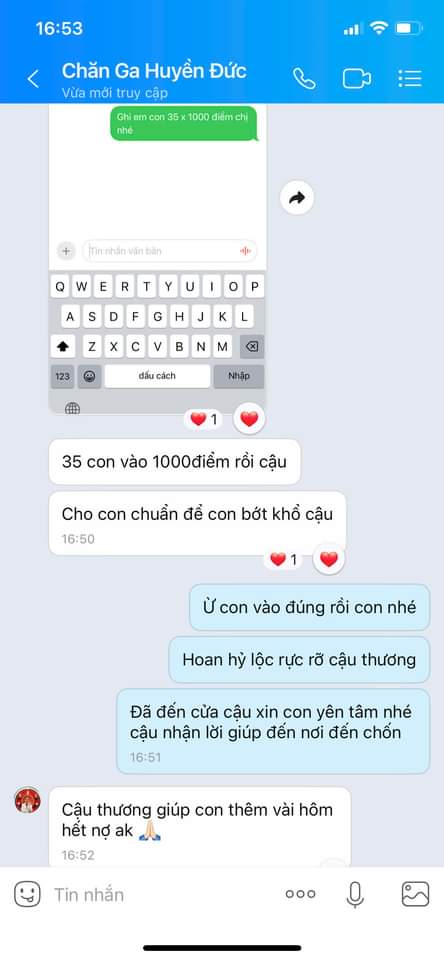 16:53
Chăn Ga Huyền Đức
Vừa mới truy cập
Ghi em con 35 x 1000 điểm chị
nhé
Tin nhắn văn bản
Q W E R T Y U I O P
A S D F G H J K L
Z X C V B N M
123 dấu cách Nhập
1
35 con vào 1000điểm rồi cậu
Cho con chuẩn để con bớt khổ cậu
16:50
1
Ừ con vào đúng rồi con nhé
Hoan hỷ lộc rực rỡ cậu thương
Đã đến cửa cậu xin con yên tâm nhé
cậu nhận lời giúp đến nơi đến chốn
16:51
Cậu thương giúp con thêm vài hôm
hết nợ ak 🙏🏻
16:52
Tin nhắn